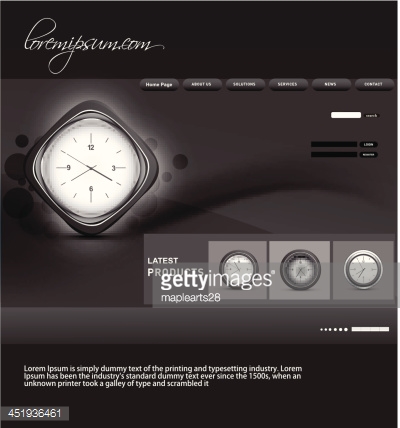 loremipsum.com
Home Page ABOUT US SOLUTIONS SERVICES NEWS CONTACT
search
LOGIN
REGISTER
12
9 3
6
LATEST
PRODUCTS
gettyimages®
maplearts28
Lorem Ipsum is simply dummy text of the printing and typesetting industry. Lorem
Ipsum has been the industry's standard dummy text ever since the 1500s, when an
unknown printer took a galley of type and scrambled it
451936461